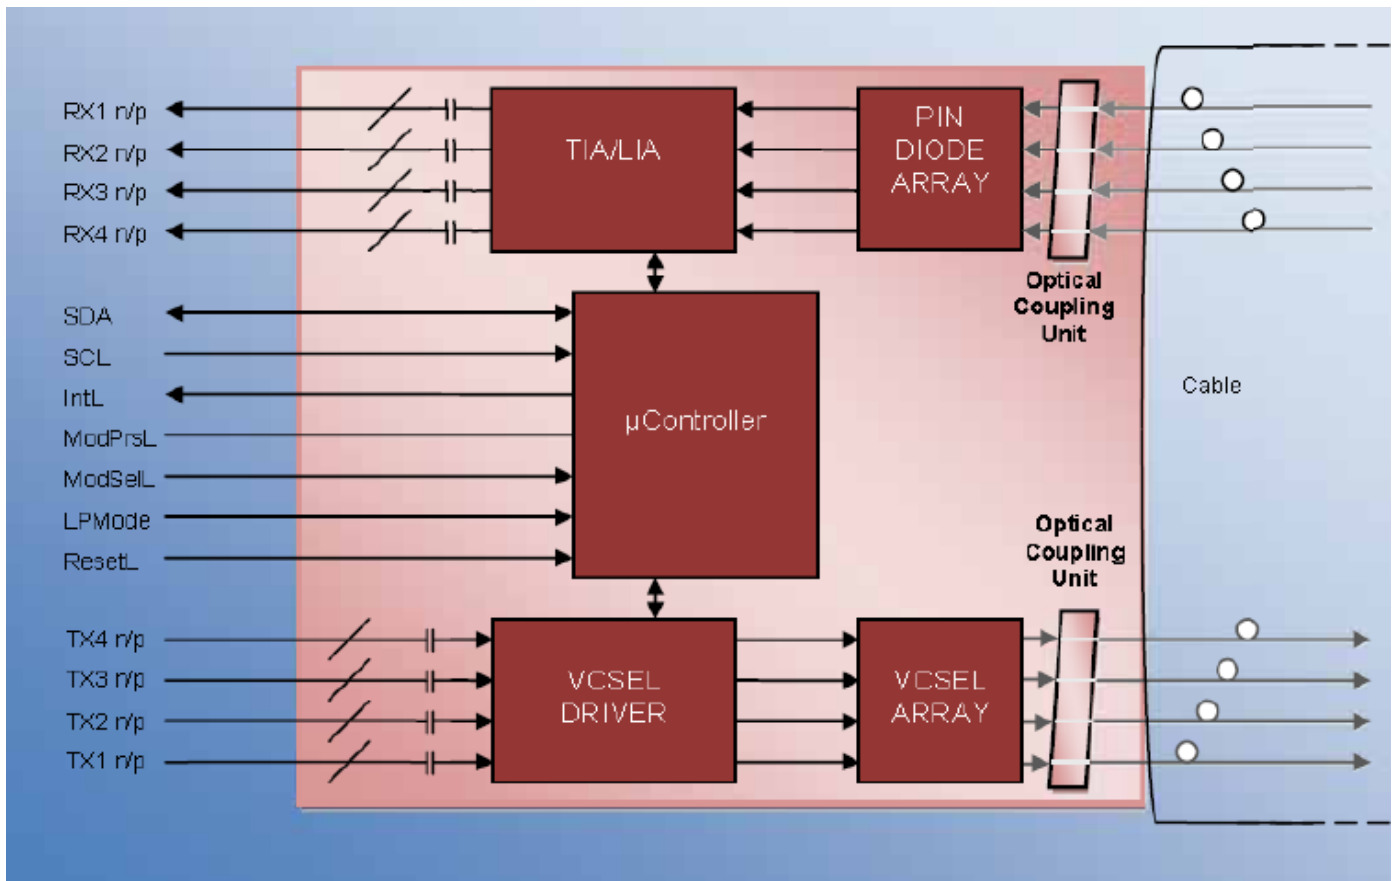 RX1 n/p
RX2 n/p
RX3 n/p
RX4 n/p
TIA/LIA
PIN
DIODE
ARRAY
Optical
Coupling
Unit
SDA
SCL
IntL
ModPrsL
ModSelL
LPMode
ResetL
µController
Cable
Optical
Coupling
Unit
TX4 n/p
TX3 n/p
TX2 n/p
TX1 n/p
VCSEL
DRIVER
VCSEL
ARRAY